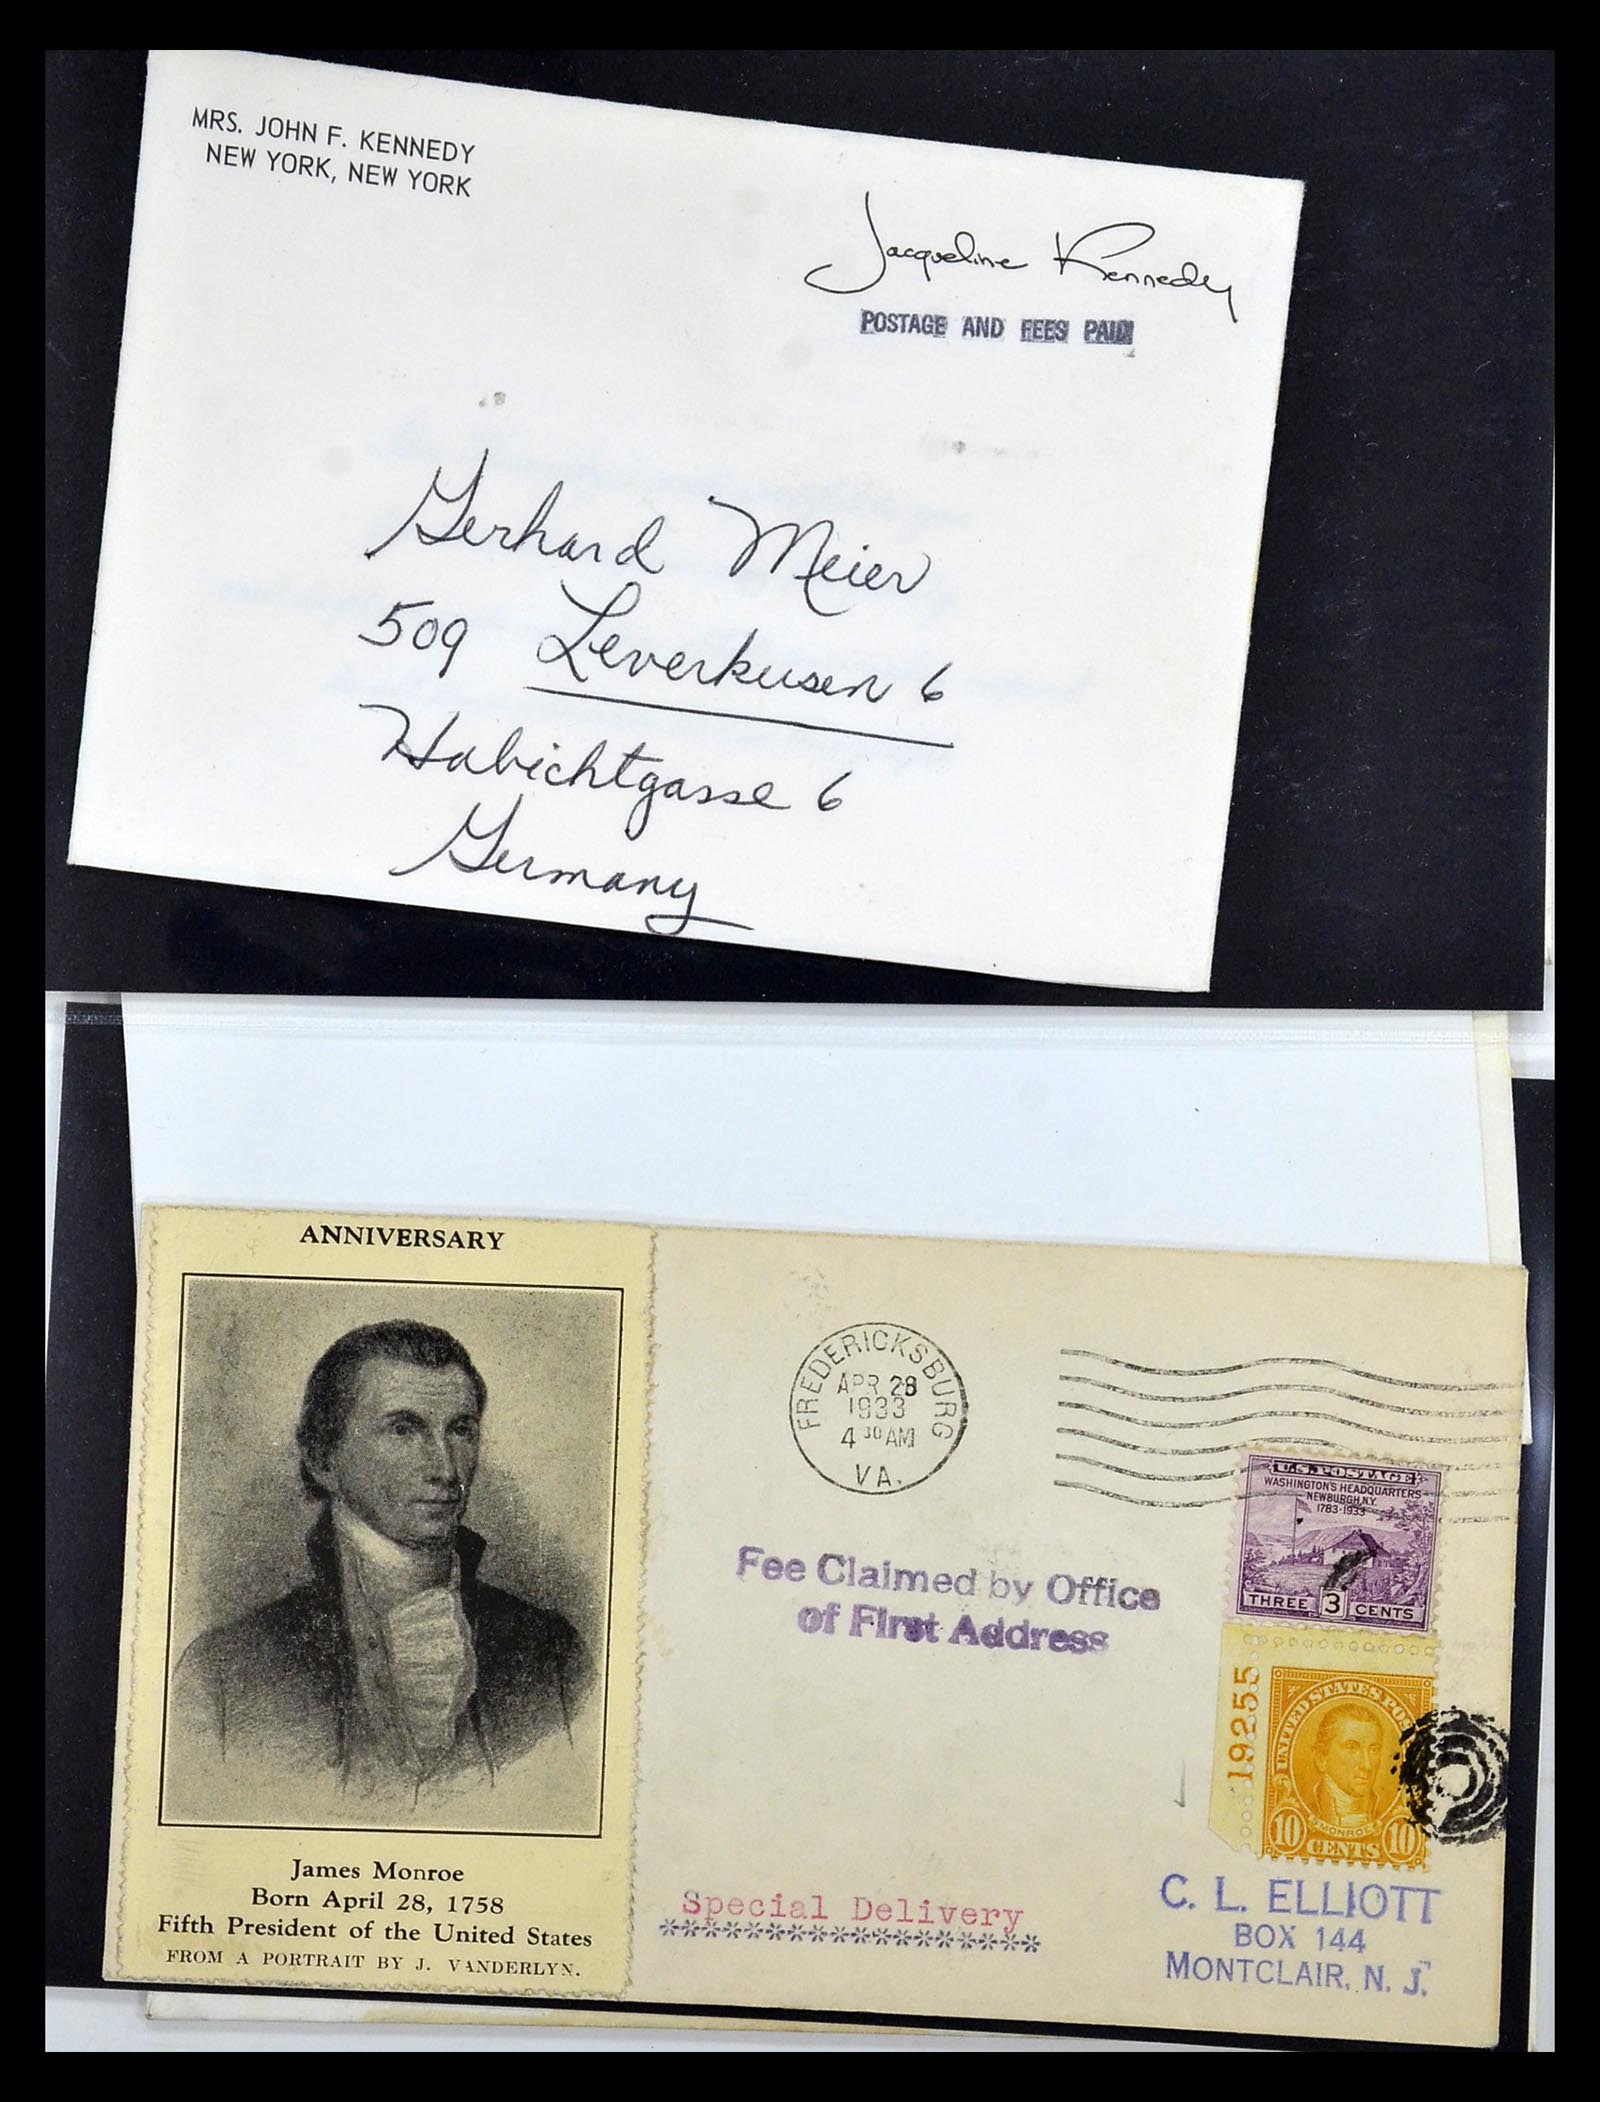 MRS. JOHN F. KENNEDY
NEW YORK, NEW YORK
Jacqueline Kennedy
POSTAGE AND FEES PAID
Gerhard Meier
509 Leverkusen 6
Habichtgasse 6
Germany
ANNIVERSARY
James Monroe
Born April 28, 1758
Fifth President of the United States
FROM A PORTRAIT BY J. VANDERLYN.
FREDERICKSBURG
APR 28
1933
4 30 AM
VA.
Fee Claimed by Office
of First Address
U.S. POSTAGE
WASHINGTON'S HEADQUARTERS
NEWBURGH, N.Y.
1783-1933
THREE 3 CENTS
19255
UNITED STATES POS
MONROE
10 CENTS 10
Special Delivery
*****************
C. L. ELLIOTT
BOX 144
MONTCLAIR, N. J.